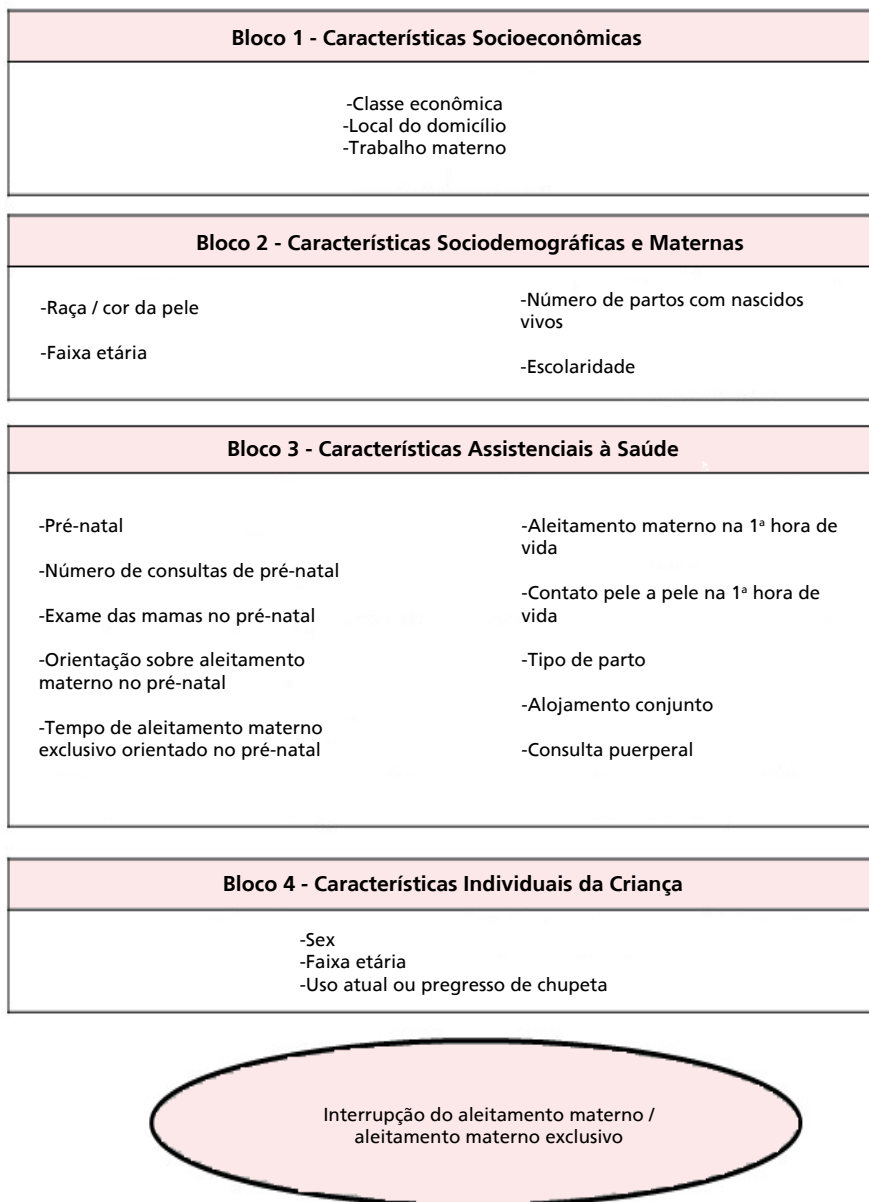 Bloco 1 - Características Socioeconômicas
-Classe econômica
-Local do domicílio
-Trabalho materno
Bloco 2 - Características Sociodemográficas e Maternas
-Raça / cor da pele
-Faixa etária
-Número de partos com nascidos
vivos
-Escolaridade
Bloco 3 - Características Assistenciais à Saúde
-Pré-natal
-Número de consultas de pré-natal
-Exame das mamas no pré-natal
-Orientação sobre aleitamento
materno no pré-natal
-Tempo de aleitamento materno
exclusivo orientado no pré-natal
-Aleitamento materno na 1ª hora de
vida
-Contato pele a pele na 1ª hora de
vida
-Tipo de parto
-Alojamento conjunto
-Consulta puerperal
Bloco 4 - Características Individuais da Criança
-Sex
-Faixa etária
-Uso atual ou pregresso de chupeta
Interrupção do aleitamento materno /
aleitamento materno exclusivo